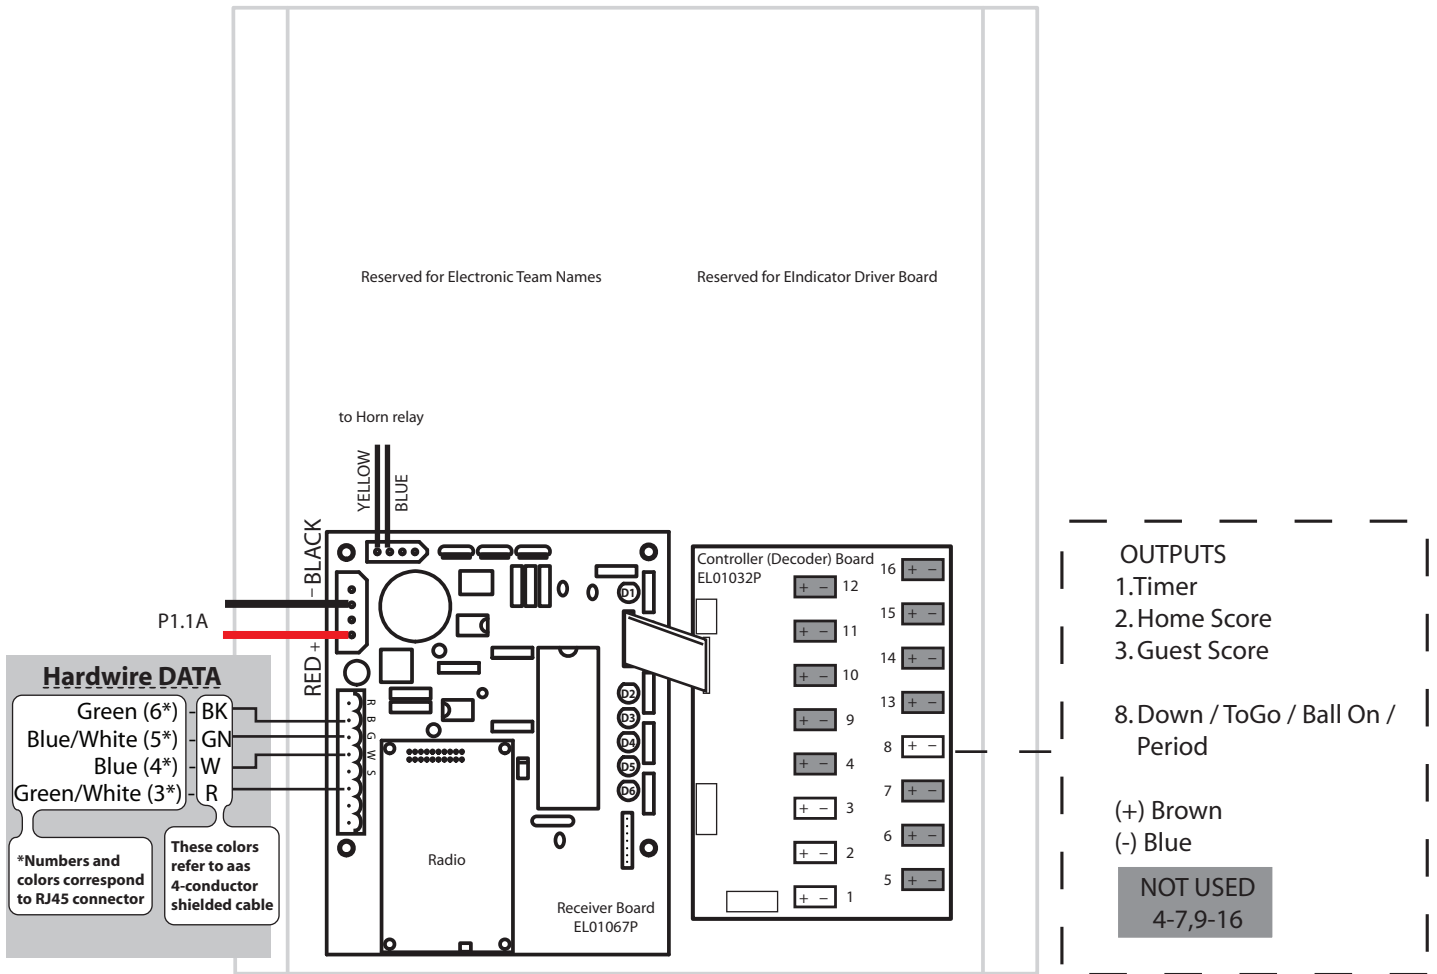 Reserved for Electronic Team Names
Reserved for EIndicator Driver Board
to Horn relay
YELLOW
BLUE
− BLACK
P1.1A
RED +
Hardwire DATA
Green (6*) - BK
Blue/White (5*) - GN
Blue (4*) - W
Green/White (3*) - R
*Numbers and
colors correspond
to RJ45 connector
These colors
refer to aas
4-conductor
shielded cable
R
B
G
W
S
D1
D2
D3
D4
D5
D6
Radio
Receiver Board
EL01067P
Controller (Decoder) Board
EL01032P
+ − 12
+ − 11
+ − 10
+ − 9
+ − 4
+ − 3
+ − 2
+ − 1
16 + −
15 + −
14 + −
13 + −
8 + −
7 + −
6 + −
5 + −
OUTPUTS
1.Timer
2.Home Score
3.Guest Score
8.Down / ToGo / Ball On /
Period
(+) Brown
(-) Blue
NOT USED
4-7,9-16